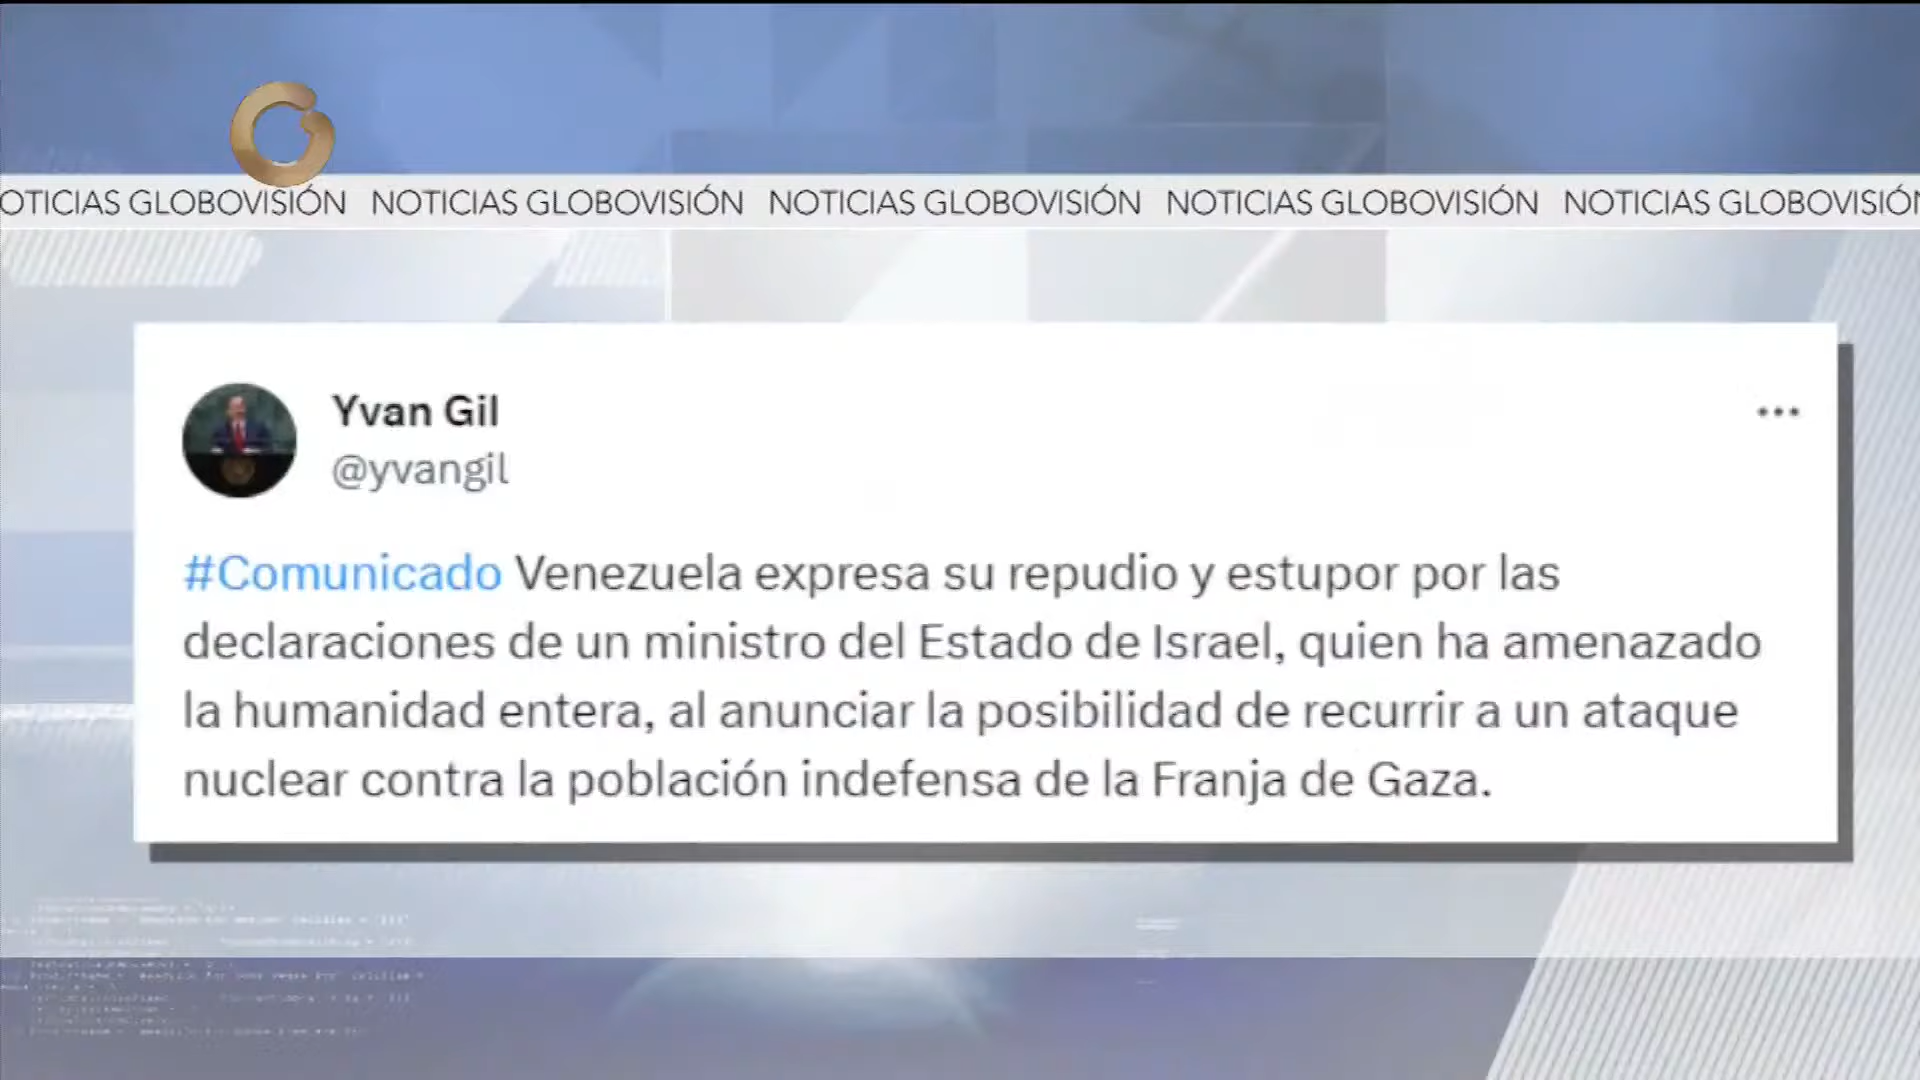 OTICIAS GLOBOVISIÓN NOTICIAS GLOBOVISIÓN NOTICIAS GLOBOVISIÓN NOTICIAS GLOBOVISIÓN NOTICIAS GLOBOVISIÓN
Yvan Gil
@yvangil
#Comunicado Venezuela expresa su repudio y estupor por las
declaraciones de un ministro del Estado de Israel, quien ha amenazado
la humanidad entera, al anunciar la posibilidad de recurrir a un ataque
nuclear contra la población indefensa de la Franja de Gaza.